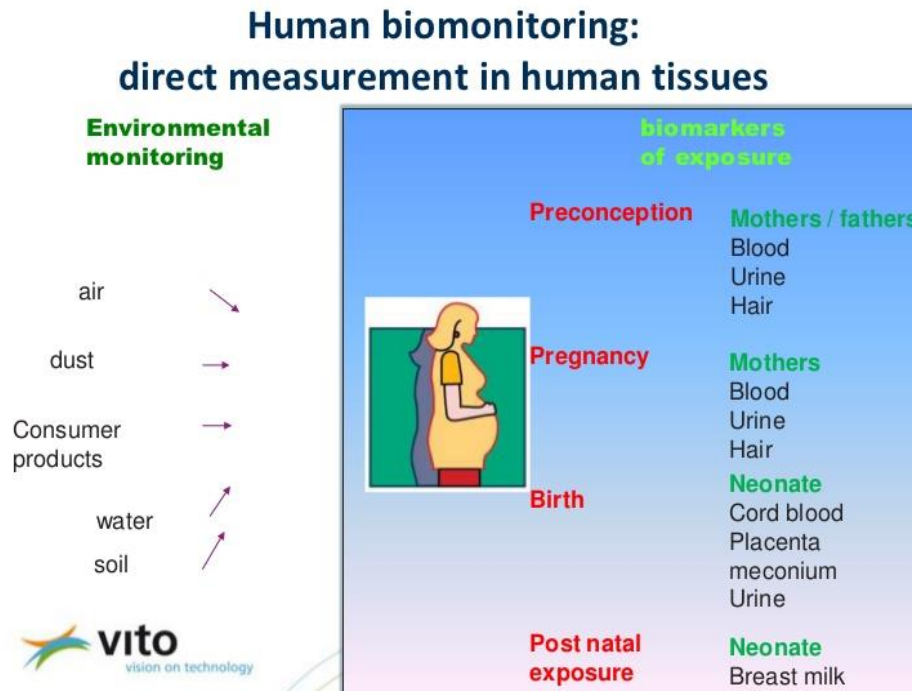 Human biomonitoring:
direct measurement in human tissues
Environmental
monitoring
air
dust
Consumer
products
water
soil
vito
vision on technology
biomarkers
of exposure
Preconception
Mothers / fathers
Blood
Urine
Hair
Pregnancy
Mothers
Blood
Urine
Hair
Birth
Neonate
Cord blood
Placenta
meconium
Urine
Post natal
exposure
Neonate
Breast milk